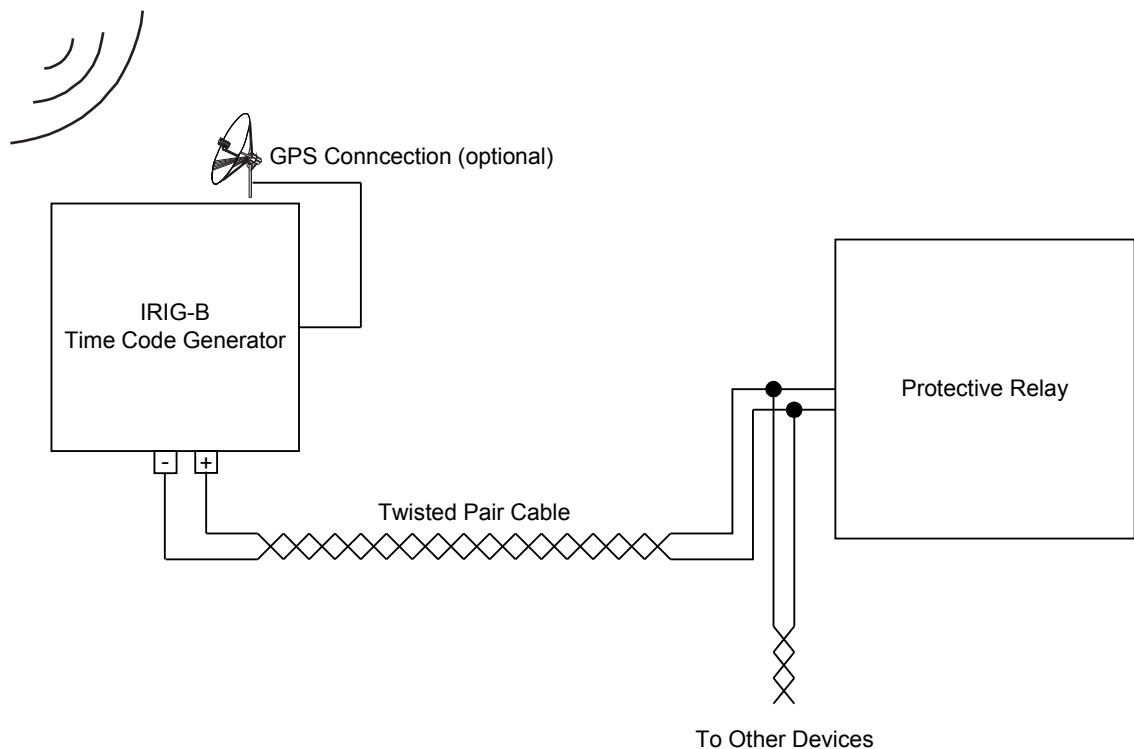 GPS Conncection (optional)
IRIG-B
Time Code Generator
Protective Relay
- +
Twisted Pair Cable
To Other Devices